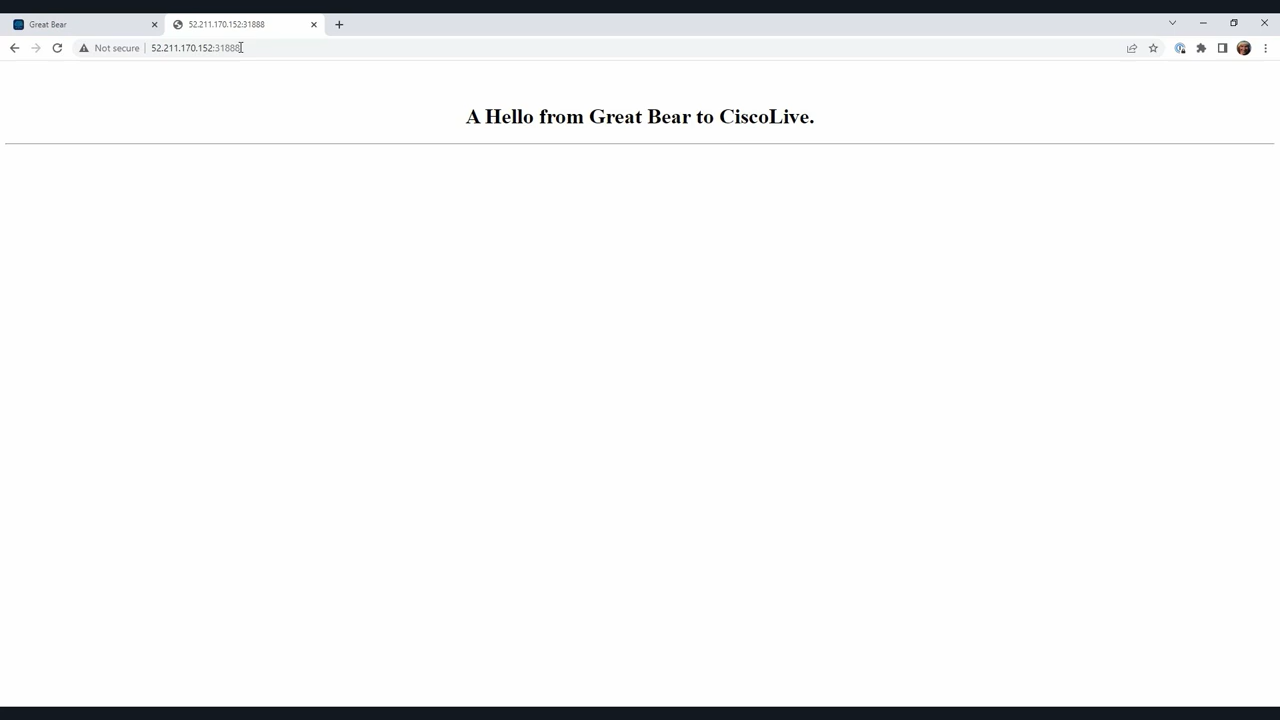 Great Bear
52.211.170.152:31888
Not secure
52.211.170.152:31888
A Hello from Great Bear to CiscoLive.